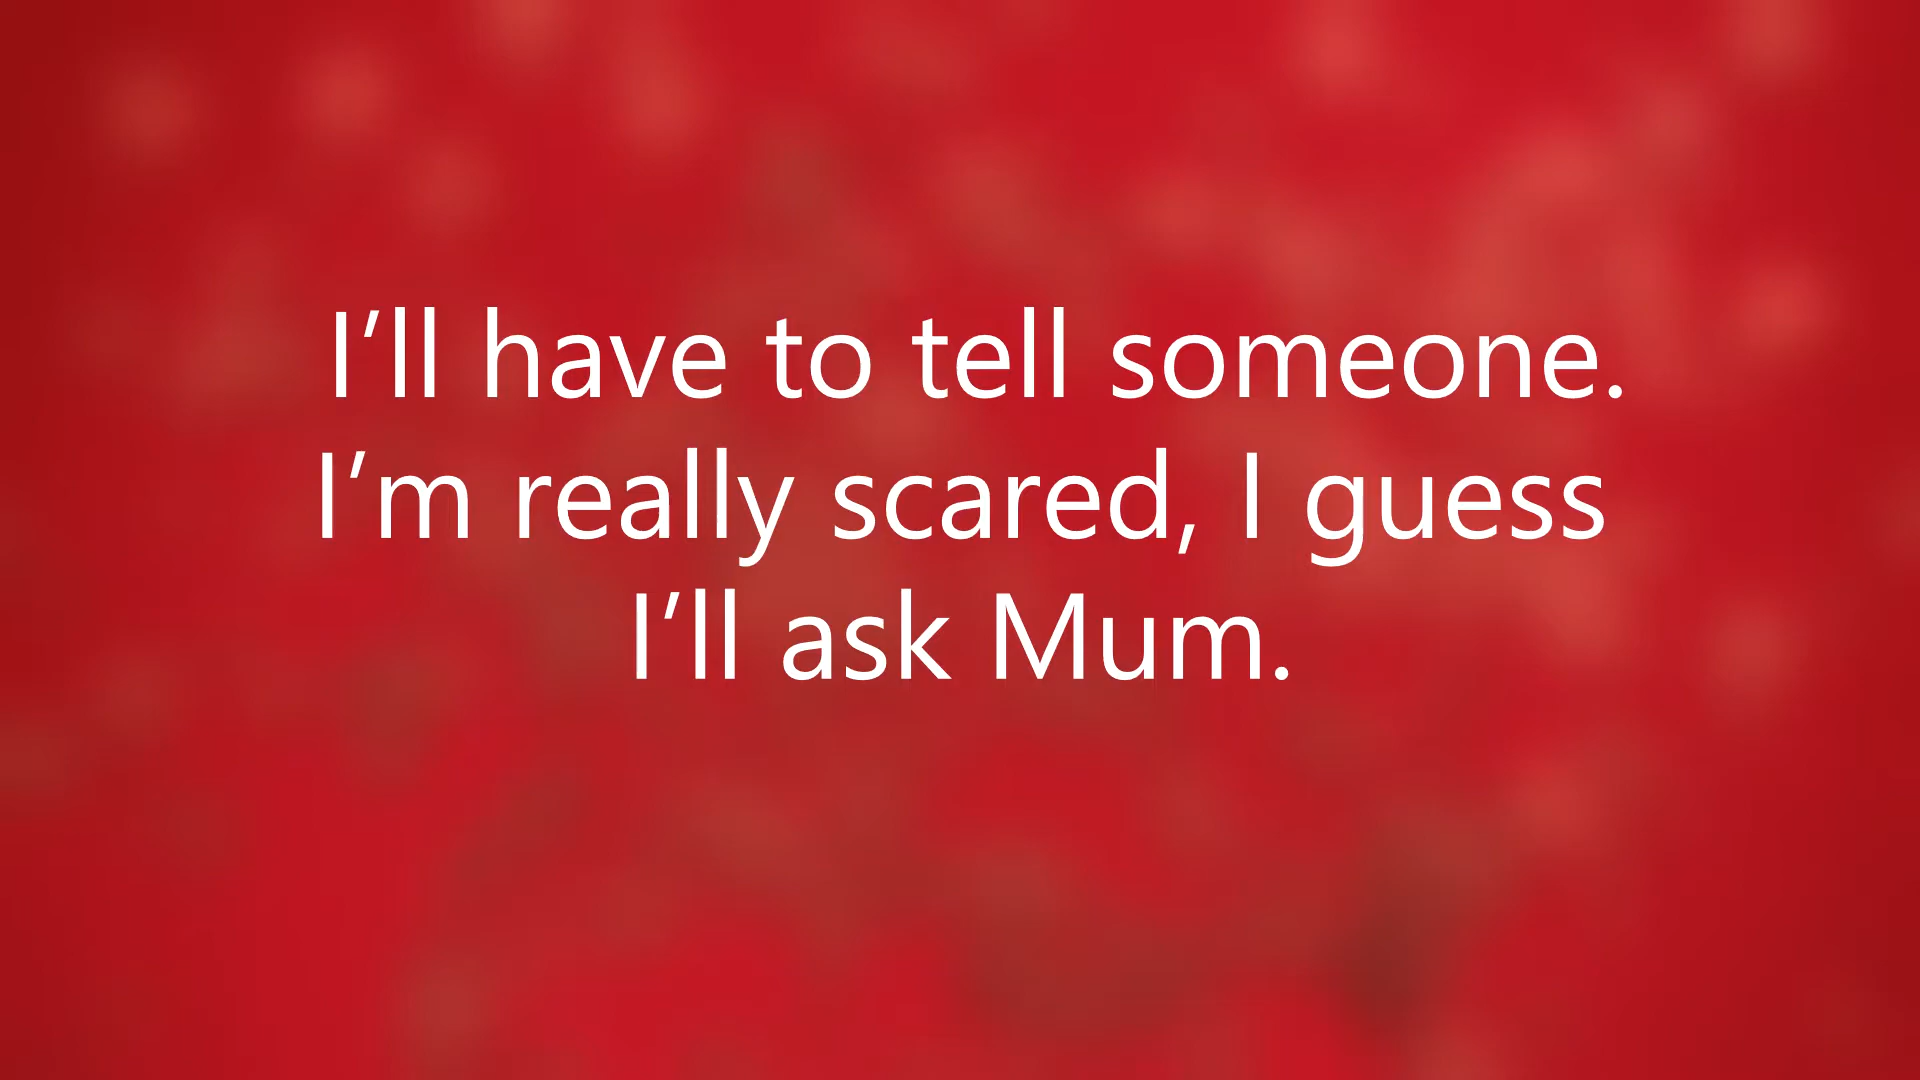 I’ll have to tell someone.
I’m really scared, I guess
I’ll ask Mum.